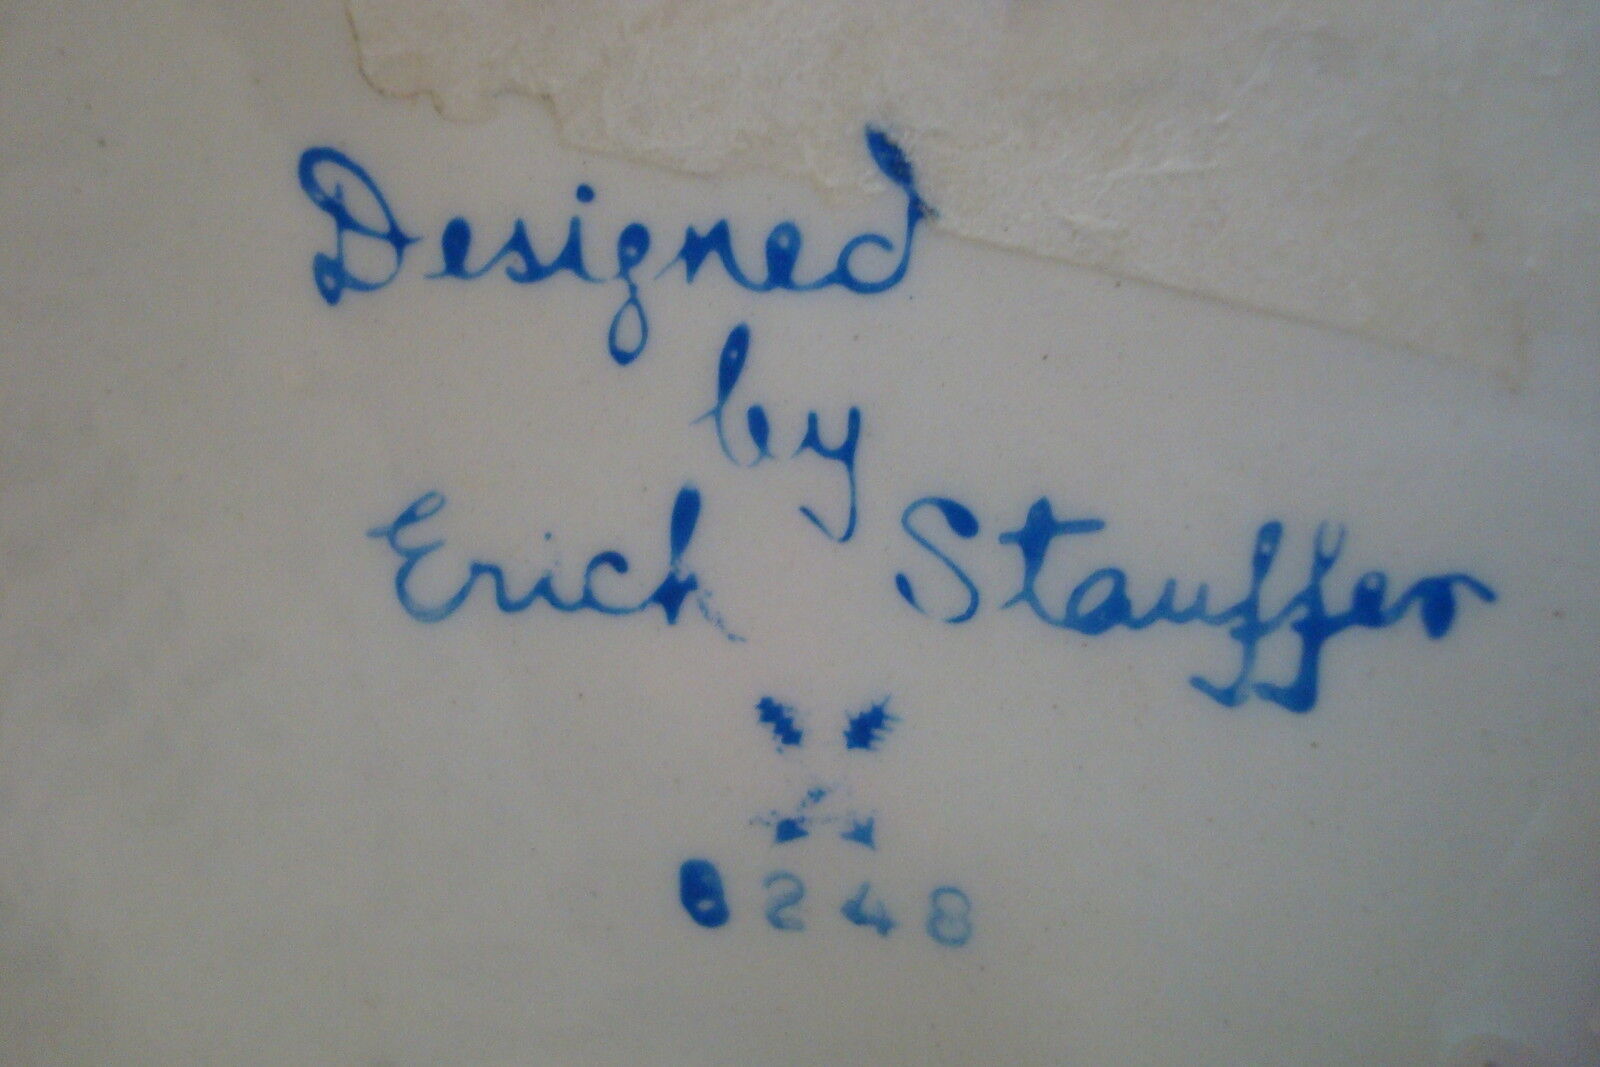 Designed
by
Erich Stauffer
8248